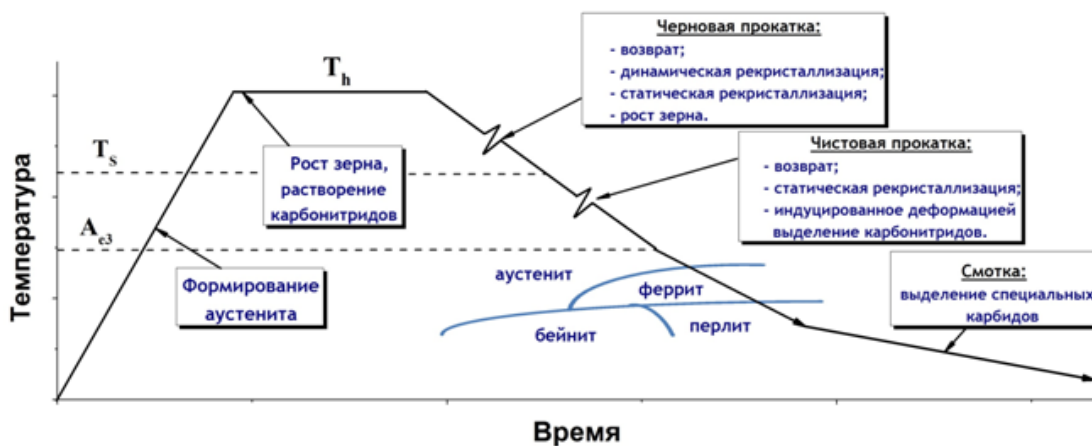 Черновая прокатка:
- возврат;
- динамическая рекристаллизация;
- статическая рекристаллизация;
- рост зерна.
Th
Чистовая прокатка:
- возврат;
- статическая рекристаллизация;
- индуцированное деформацией
выделение карбонитридов.
Ts
Рост зерна,
растворение
карбонитридов
Ac3
Формирование
аустенита
аустенит
феррит
бейнит
перлит
Смотка:
выделение специальных
карбидов
Температура
Время